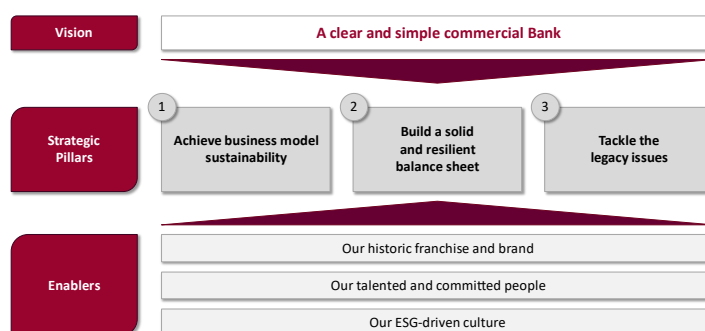 Vision
A clear and simple commercial Bank
1
2
3
Strategic
Pillars
Achieve business model
sustainability
Build a solid
and resilient
balance sheet
Tackle the
legacy issues
Enablers
Our historic franchise and brand
Our talented and committed people
Our ESG-driven culture